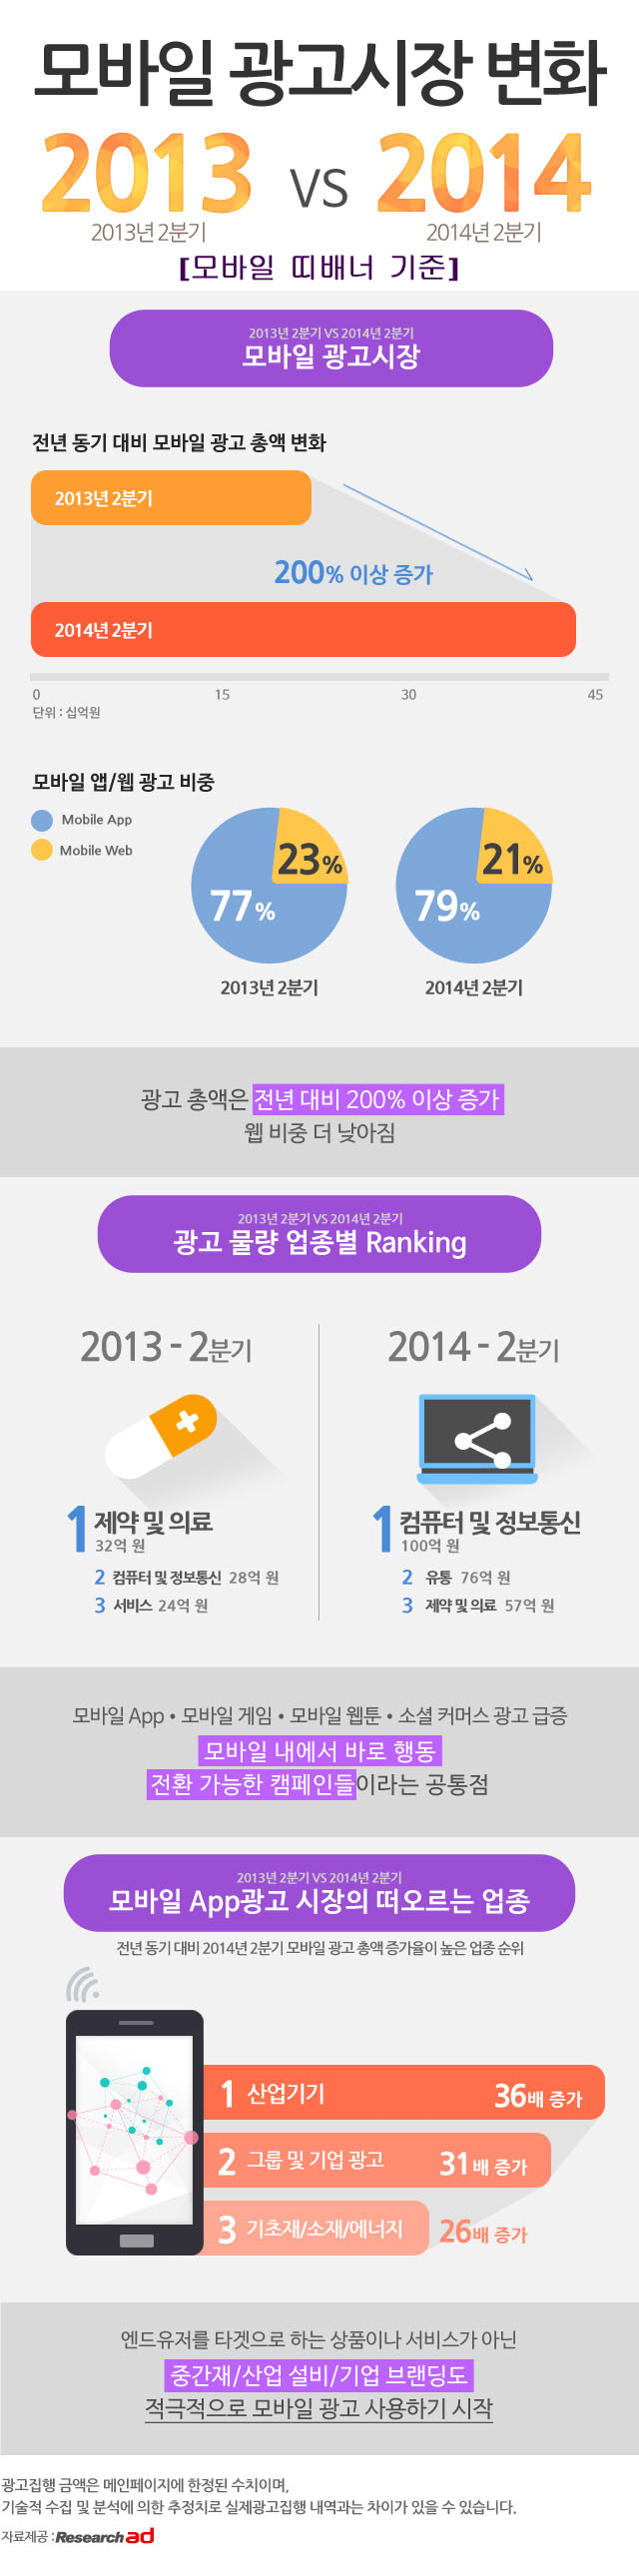 모바일 광고시장 변화
2013 VS 2014
2013년 2분기 2014년 2분기
[모바일 띠배너 기준]
2013년 2분기 VS 2014년 2분기
모바일 광고시장
전년 동기 대비 모바일 광고 총액 변화
2013년 2분기
200% 이상 증가
2014년 2분기
0 15 30 45
단위 : 십억원
모바일 앱/웹 광고 비중
Mobile App
Mobile Web
23% 21%
77% 79%
2013년 2분기 2014년 2분기
광고 총액은 전년 대비 200% 이상 증가
웹 비중 더 낮아짐
2013년 2분기 VS 2014년 2분기
광고 물량 업종별 Ranking
2013 - 2분기
1 제약 및 의료
32억 원
2 컴퓨터 및 정보통신 28억 원
3 서비스 24억 원
2014 - 2분기
1 컴퓨터 및 정보통신
100억 원
2 유통 76억 원
3 제약 및 의료 57억 원
모바일 App • 모바일 게임 • 모바일 웹툰 • 소셜 커머스 광고 급증
모바일 내에서 바로 행동
전환 가능한 캠페인들이라는 공통점
2013년 2분기 VS 2014년 2분기
모바일 App광고 시장의 떠오르는 업종
전년 동기 대비 2014년 2분기 모바일 광고 총액 증가율이 높은 업종 순위
1 산업기기 36배 증가
2 그룹 및 기업 광고 31배 증가
3 기초재/소재/에너지 26배 증가
엔드유저를 타겟으로 하는 상품이나 서비스가 아닌
중간재/산업 설비/기업 브랜딩도
적극적으로 모바일 광고 사용하기 시작
광고집행 금액은 메인페이지에 한정된 수치이며,
기술적 수집 및 분석에 의한 추정치로 실제광고집행 내역과는 차이가 있을 수 있습니다.
자료제공 : Research ad